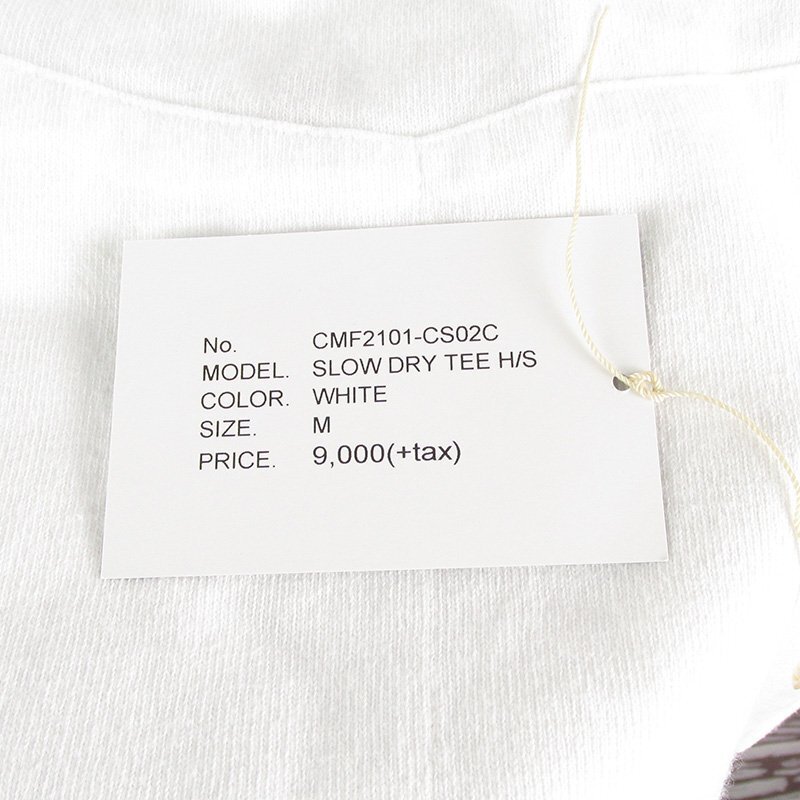 No. CMF2101-CS02C
MODEL. SLOW DRY TEE H/S
COLOR. WHITE
SIZE. M
PRICE. 9,000(+tax)